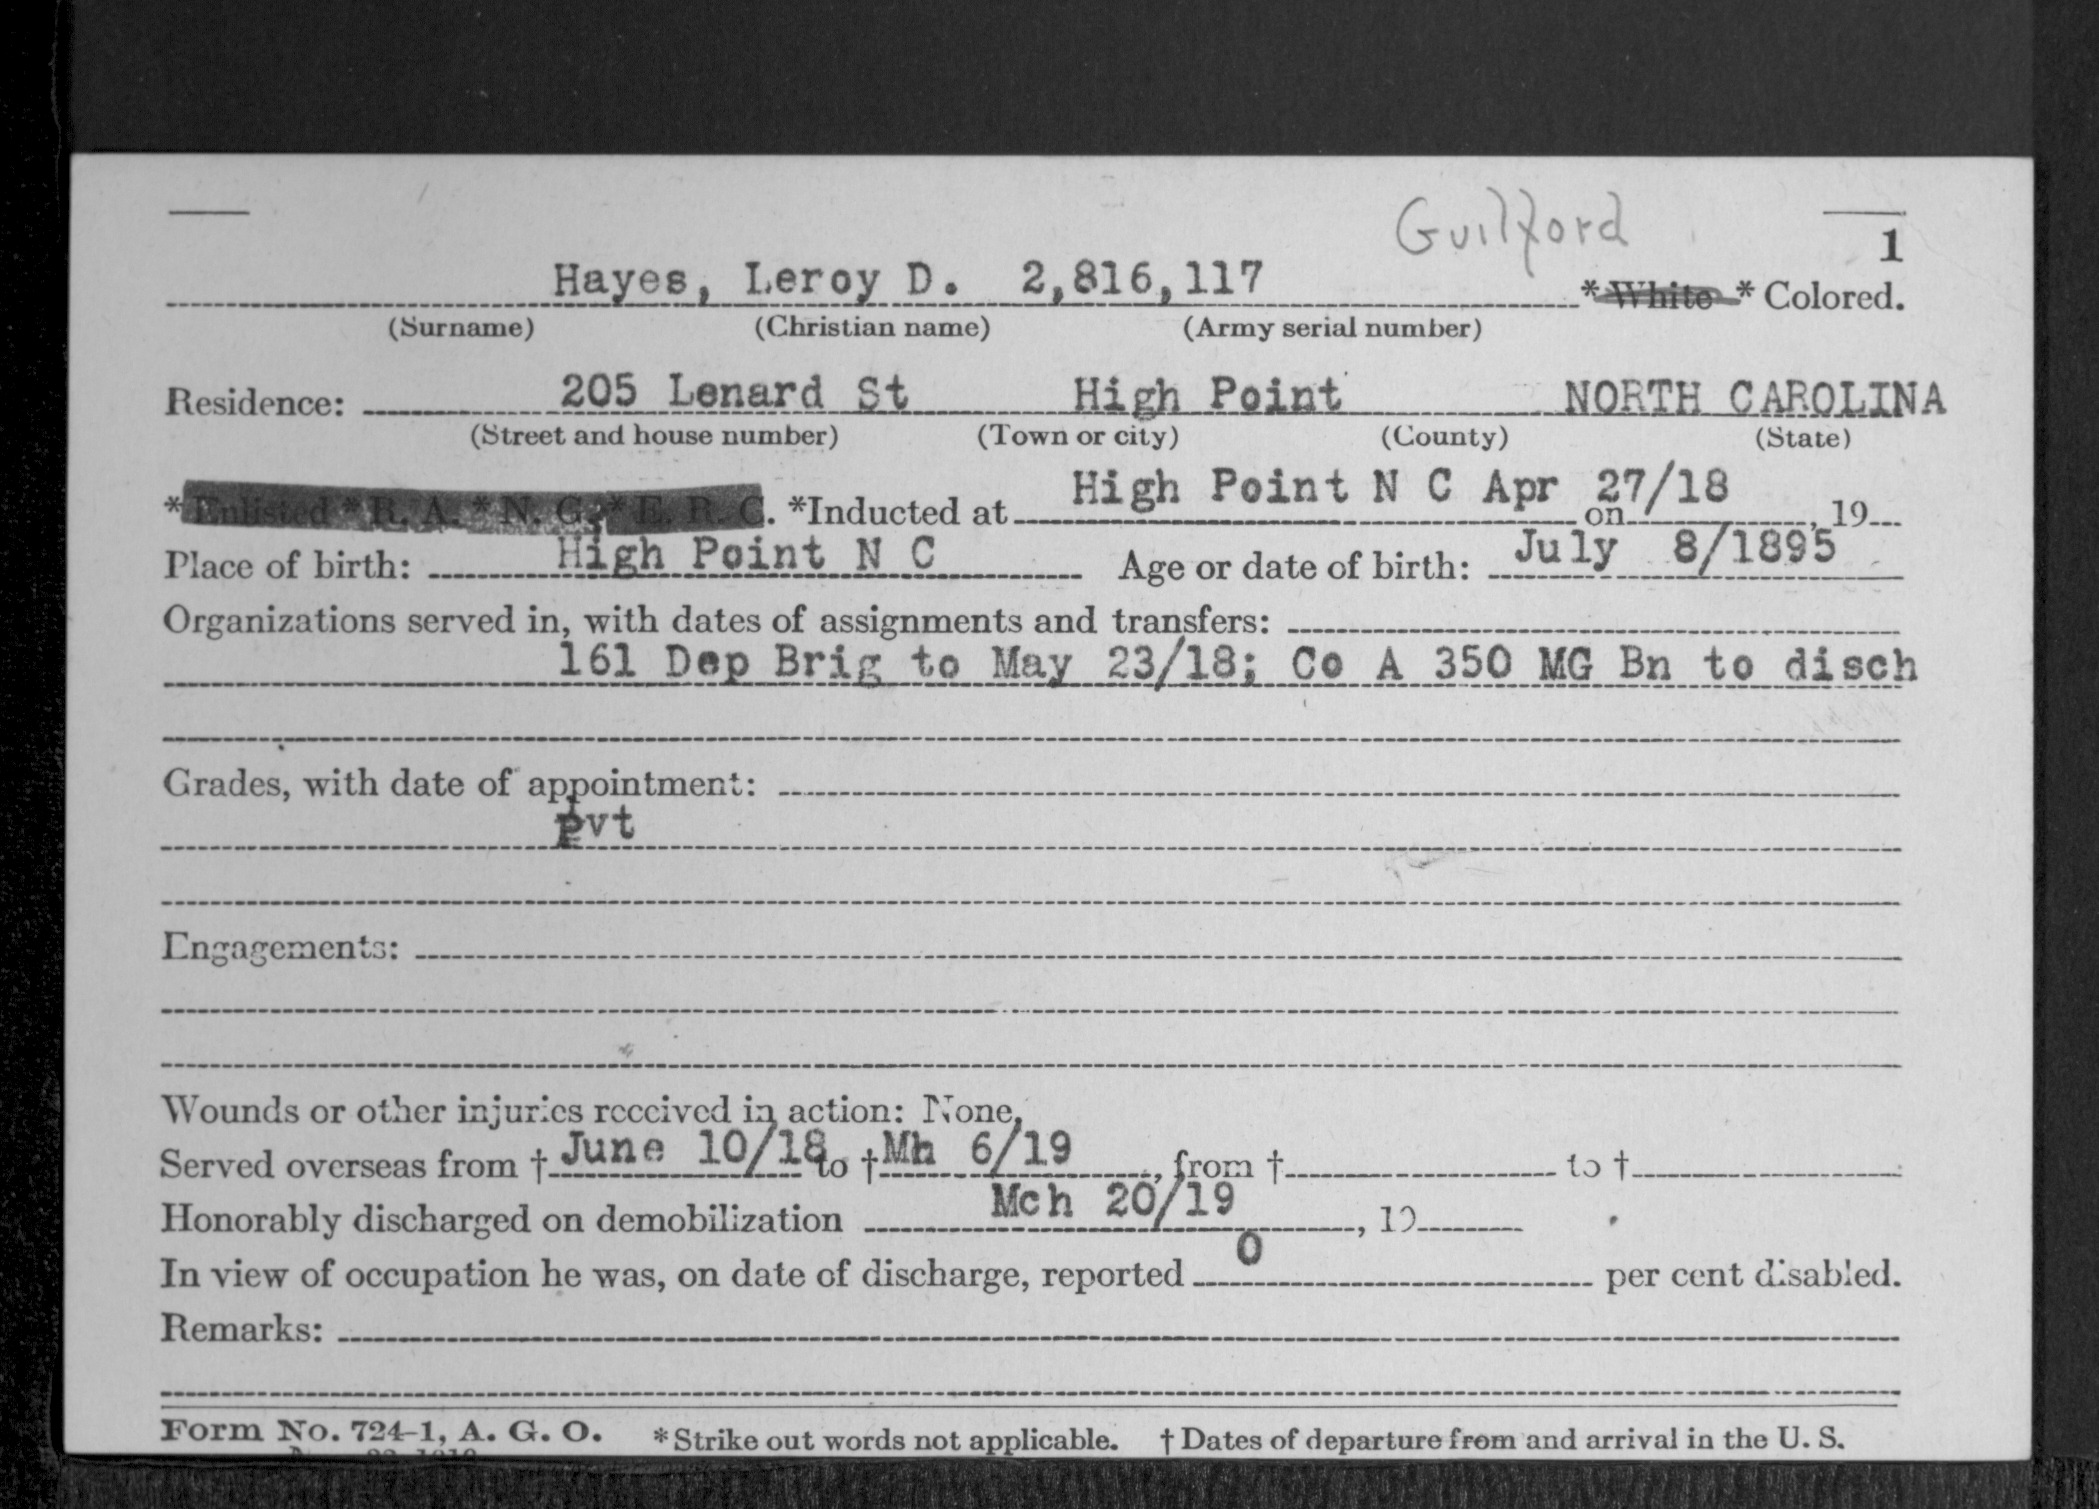 Guilford
1
Hayes, Leroy D. 2,816,117 *White *Colored.
(Surname) (Christian name) (Army serial number)
Residence: 205 Lenard St High Point NORTH CAROLINA
(Street and house number) (Town or city) (County) (State)
*Enlisted *R. A. *N. G. *E. R. C. *Inducted at High Point N C Apr 27/18 on , 19
Place of birth: High Point N C Age or date of birth: July 8/1895
Organizations served in, with dates of assignments and transfers:
161 Dep Brig to May 23/18; Co A 350 MG Bn to disch
Grades, with date of appointment:
Pvt
Engagements:
Wounds or other injuries received in action: None.
Served overseas from † June 10/18 to † Mh 6/19, from † to †
Honorably discharged on demobilization Mch 20/19, 19
In view of occupation he was, on date of discharge, reported 0 per cent disabled.
Remarks:
Form No. 724-1, A. G. O. *Strike out words not applicable. † Dates of departure from and arrival in the U. S.